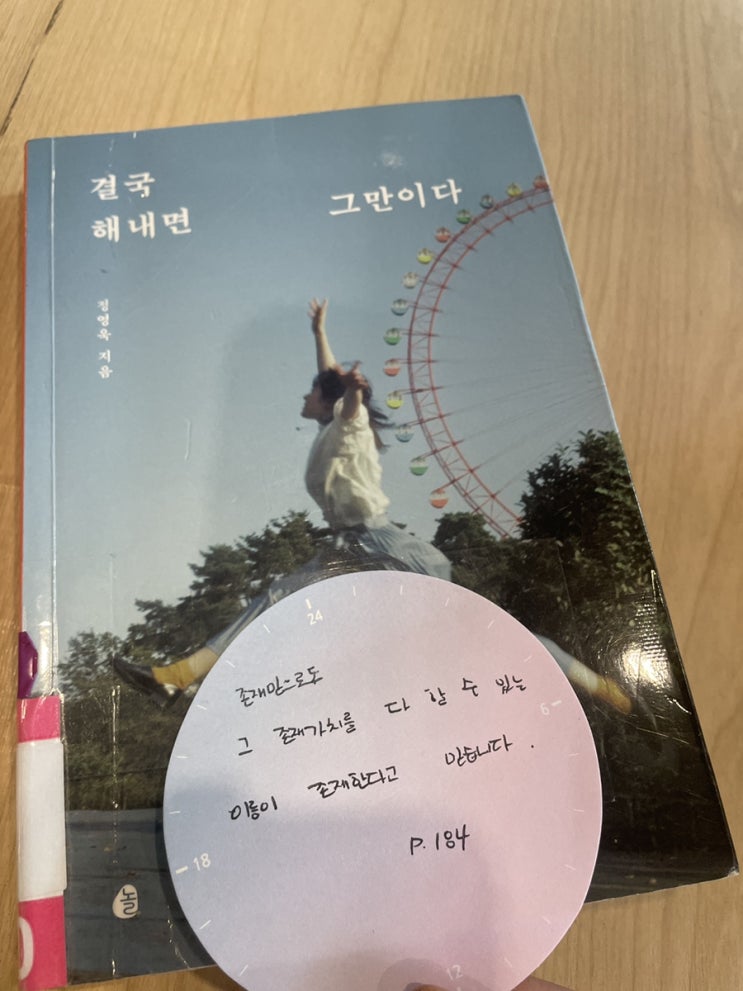 결국
해내면
그만이다
정영욱 지음
24
존재만으로도
그 존재가치를 다 할 수 있는
6
이름이 존재한다고 믿습니다.
P. 184
18
12
놀